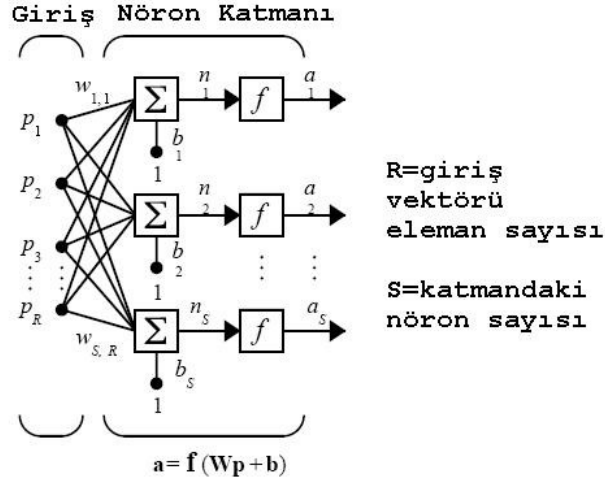 Giriş Nöron Katmanı
w1,1 n1 a1
Σ f
p1 b1
1
p2 n2 a2
Σ f
p3 b2
1
pR nS aS
Σ f
wS, R bS
1
a= f (Wp+b)
R=giriş
vektörü
eleman sayısı
S=katmandaki
nöron sayısı